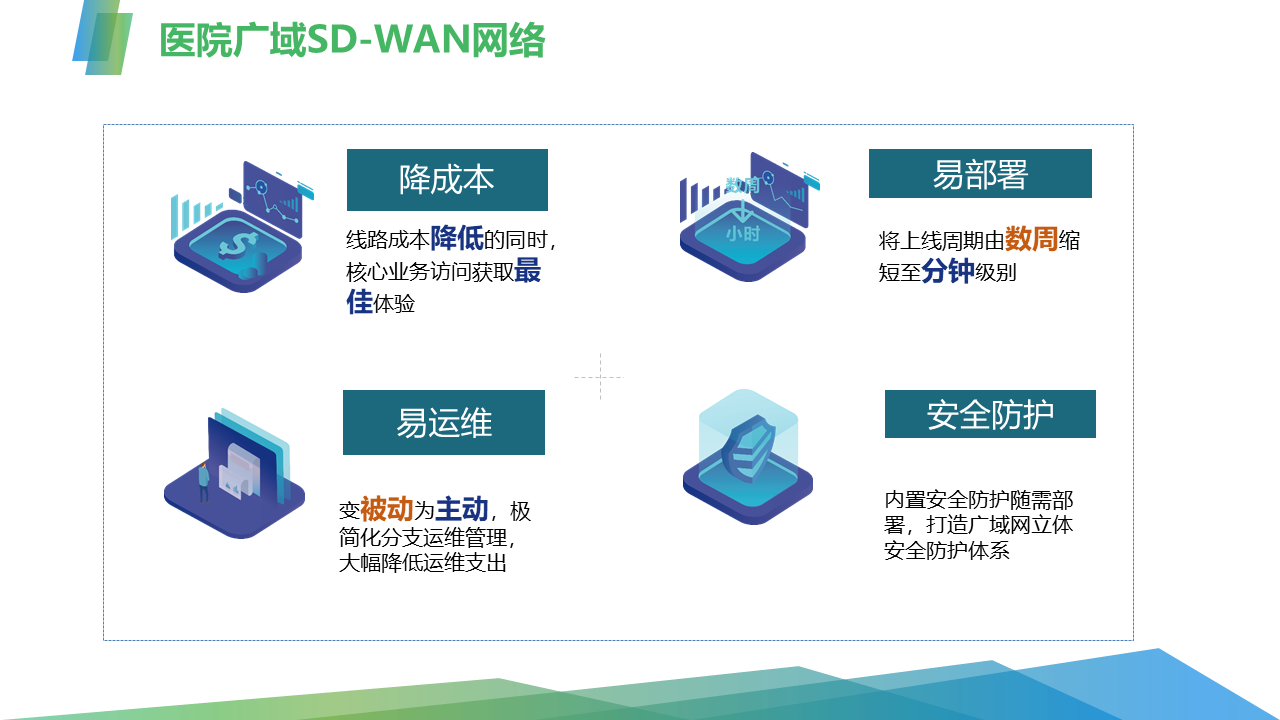 医院广域SD-WAN网络
降成本
线路成本降低的同时，
核心业务访问获取最
佳体验
数周
小时
易部署
将上线周期由数周缩
短至分钟级别
易运维
变被动为主动，极
简化分支运维管理，
大幅降低运维支出
安全防护
内置安全防护随需部
署，打造广域网立体
安全防护体系